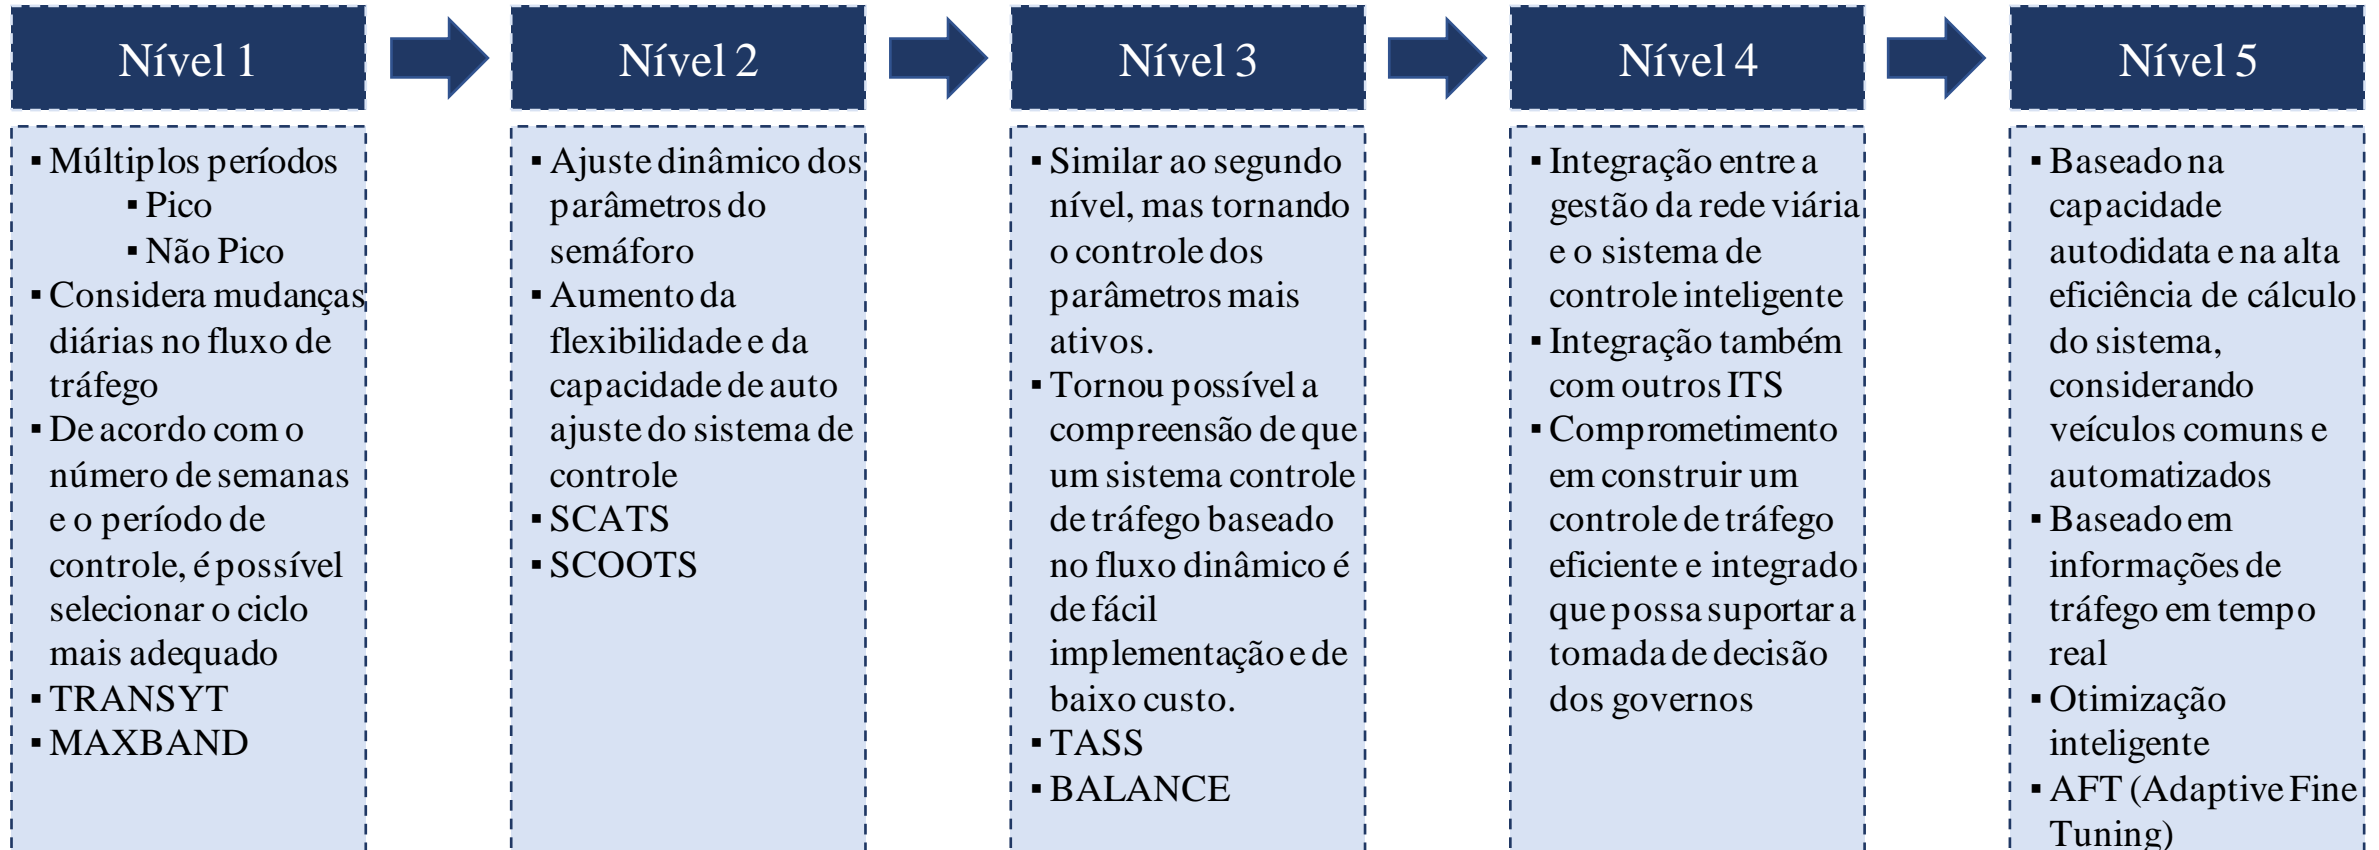 Nível 1
▪ Múltiplos períodos
▪ Pico
▪ Não Pico
▪ Considera mudanças
diárias no fluxo de
tráfego
▪ De acordo com o
número de semanas
e o período de
controle, é possível
selecionar o ciclo
mais adequado
▪ TRANSYT
▪ MAXBAND
Nível 2
▪ Ajuste dinâmico dos
parâmetros do
semáforo
▪ Aumento da
flexibilidade e da
capacidade de auto
ajuste do sistema de
controle
▪ SCATS
▪ SCOOTS
Nível 3
▪ Similar ao segundo
nível, mas tornando
o controle dos
parâmetros mais
ativos.
▪ Tornou possível a
compreensão de que
um sistema controle
de tráfego baseado
no fluxo dinâmico é
de fácil
implementação e de
baixo custo.
▪ TASS
▪ BALANCE
Nível 4
▪ Integração entre a
gestão da rede viária
e o sistema de
controle inteligente
▪ Integração também
com outros ITS
▪ Comprometimento
em construir um
controle de tráfego
eficiente e integrado
que possa suportar a
tomada de decisão
dos governos
Nível 5
▪ Baseado na
capacidade
autodidata e na alta
eficiência de cálculo
do sistema,
considerando
veículos comuns e
automatizados
▪ Baseado em
informações de
tráfego em tempo
real
▪ Otimização
inteligente
▪ AFT (Adaptive Fine
Tuning)